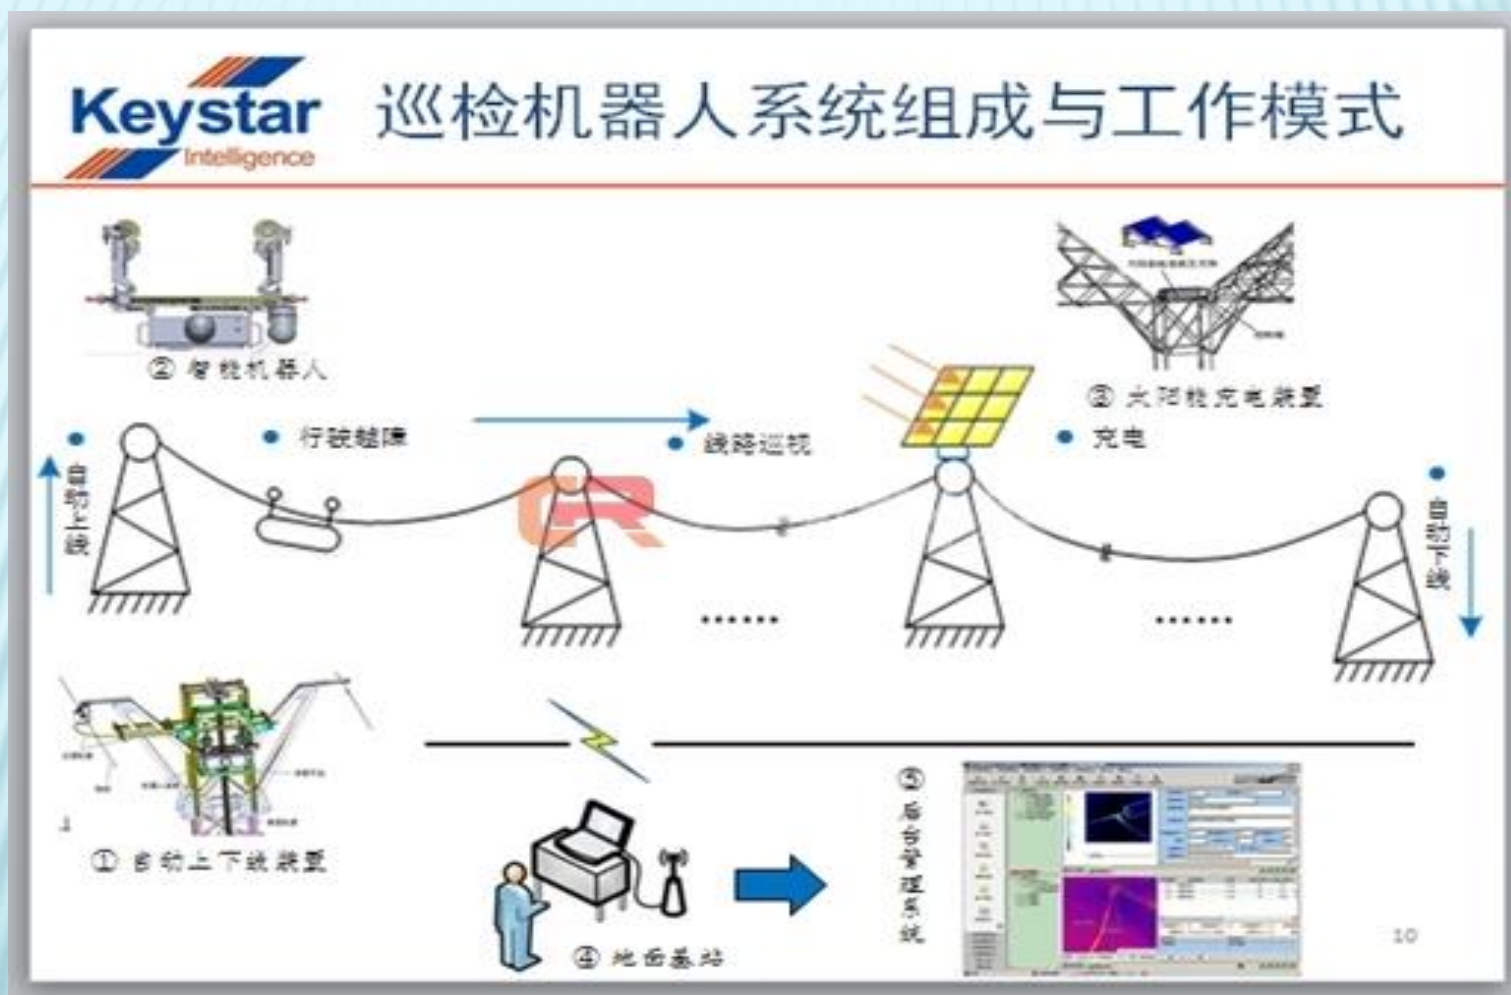 Keystar
Intelligence
巡检机器人系统组成与工作模式
② 智能机器人
③ 太阳能充电装置
行驶越障
线路巡视
充电
自动上线
自动下线
GR
① 自动上下线装置
④ 地面基站
⑤ 后台管理系统
10